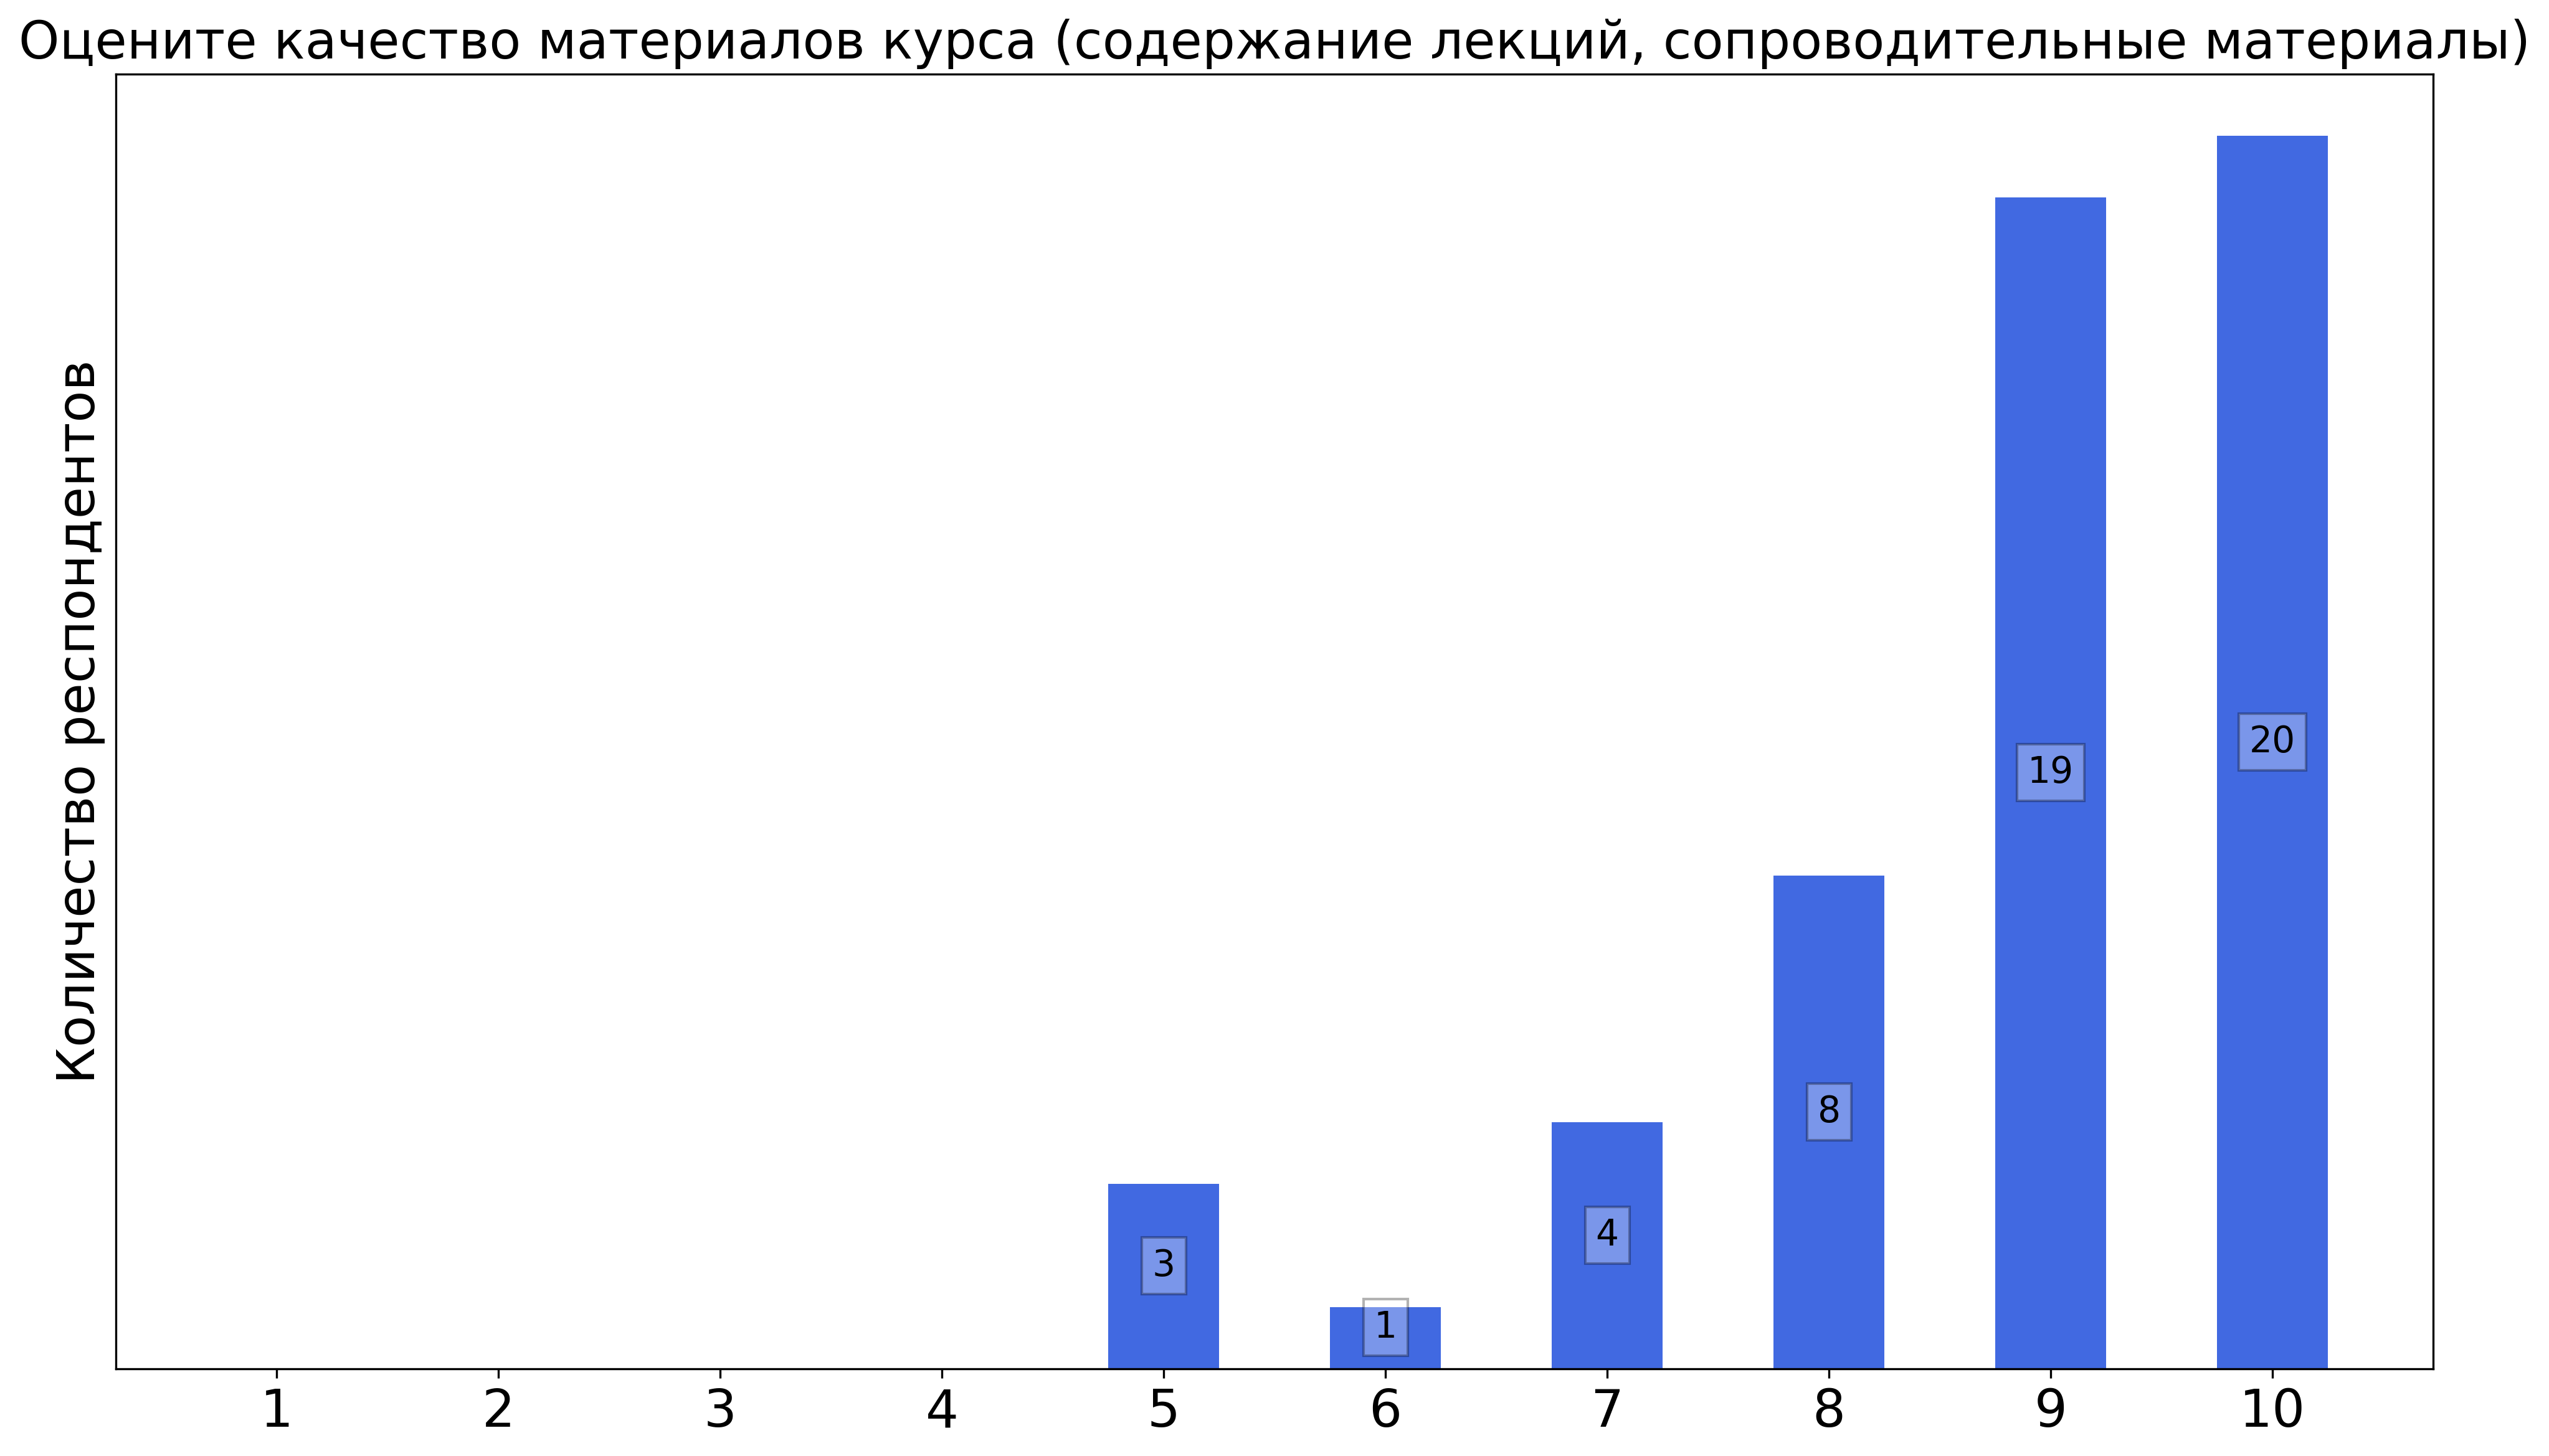 Оцените качество материалов курса (содержание лекций, сопроводительные материалы)
Количество респондентов
3
1
4
8
19
20
1 2 3 4 5 6 7 8 9 10